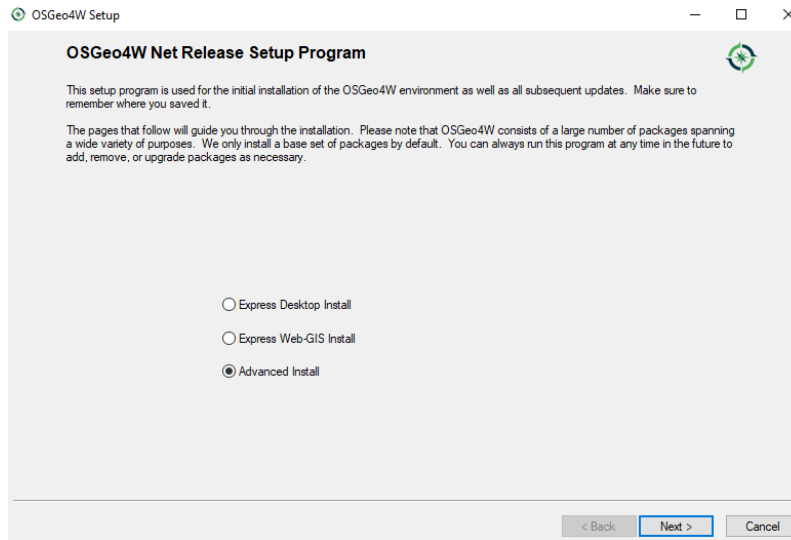 OSGeo4W Setup
OSGeo4W Net Release Setup Program
This setup program is used for the initial installation of the OSGeo4W environment as well as all subsequent updates.  Make sure to
remember where you saved it.
The pages that follow will guide you through the installation.  Please note that OSGeo4W consists of a large number of packages spanning
a wide variety of purposes.  We only install a base set of packages by default.  You can always run this program at any time in the future to
add, remove, or upgrade packages as necessary.
Express Desktop Install
Express Web-GIS Install
Advanced Install
< Back Next > Cancel